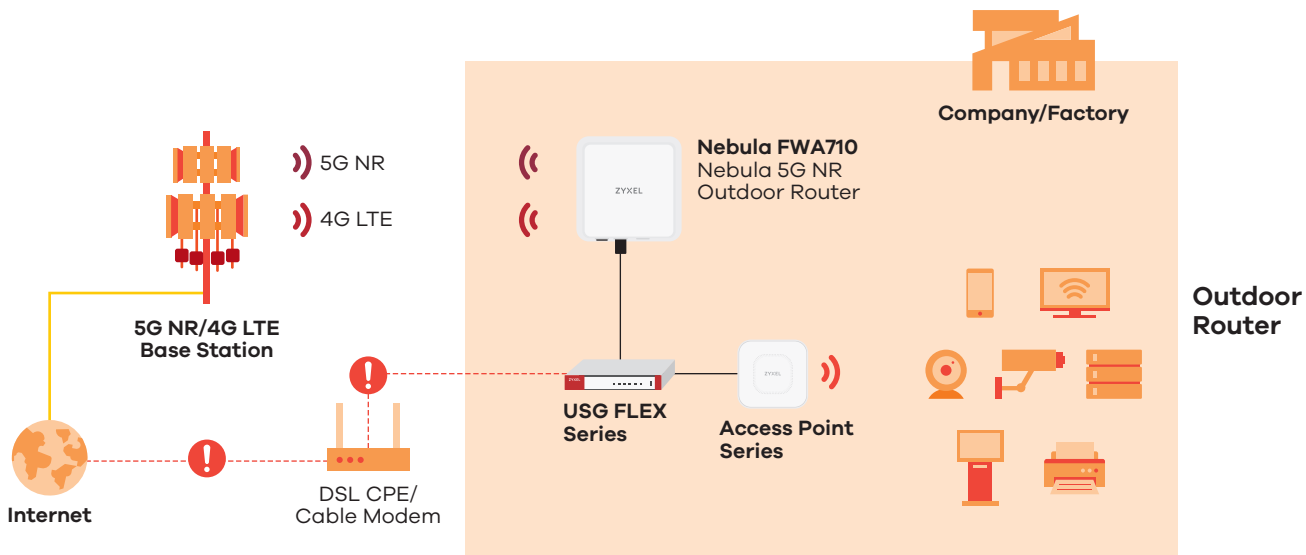 Company/Factory
Nebula FWA710
Nebula 5G NR
Outdoor Router
ZYXEL
5G NR
4G LTE
5G NR/4G LTE
Base Station
Outdoor
Router
ZYXEL
USG FLEX
Series
ZYXEL
Access Point
Series
Internet
DSL CPE/
Cable Modem